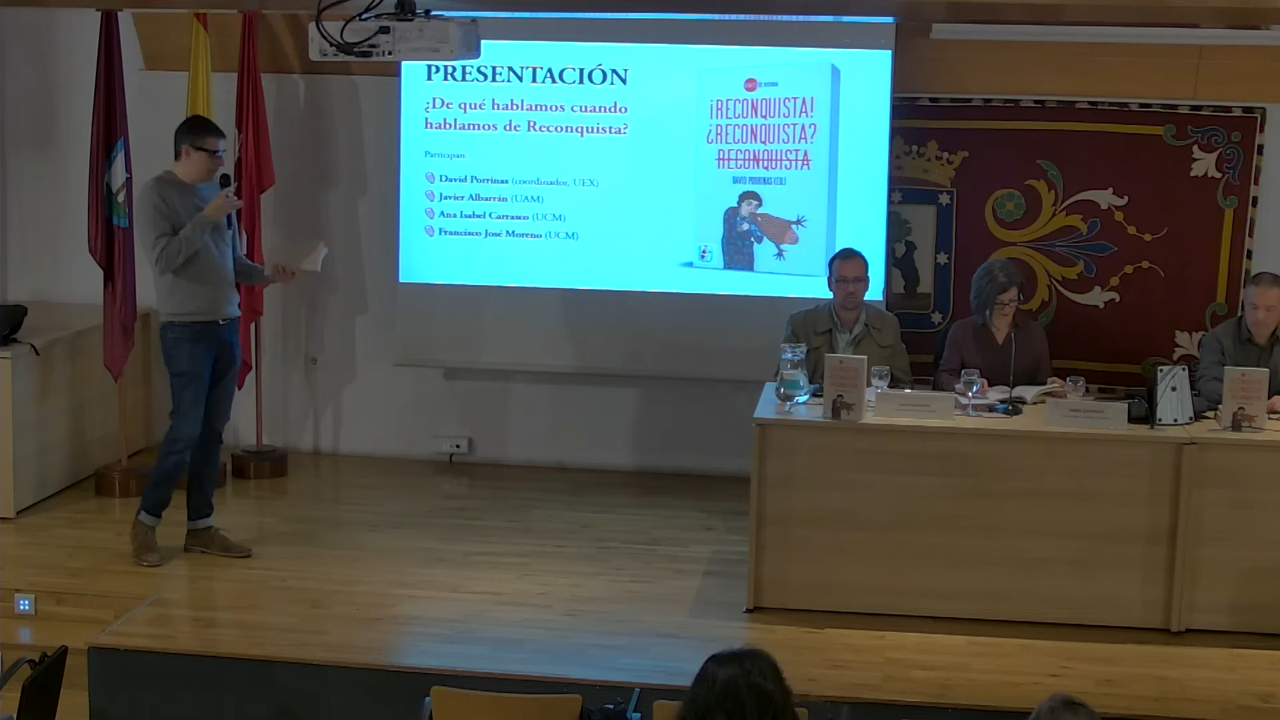 PRESENTACIÓN
¿De qué hablamos cuando
hablamos de Reconquista?
Participan
David Porrinas (coordinador, UEX)
Javier Albarrán (UAM)
Ana Isabel Carrasco (UCM)
Francisco José Moreno (UCM)
¡RECONQUISTA!
¿RECONQUISTA?
RECONQUISTA
DAVID PORRINAS (ED.)